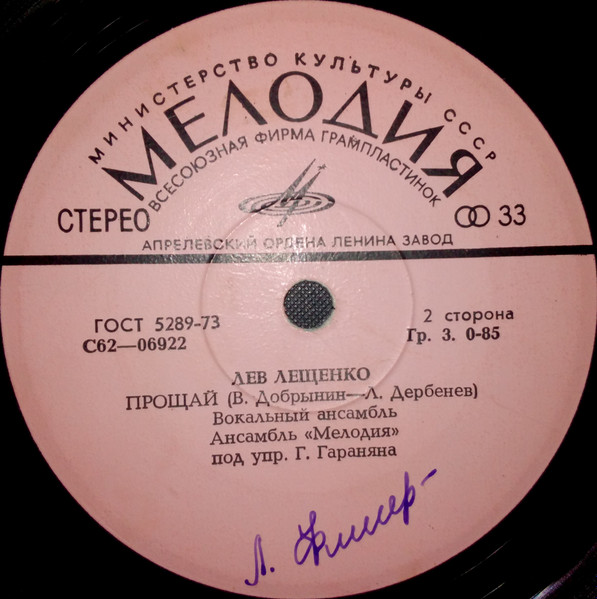 МИНИСТЕРСТВО КУЛЬТУРЫ СССР
МЕЛОДИЯ
ВСЕСОЮЗНАЯ ФИРМА ГРАМПЛАСТИНОК
СТЕРЕО
33
АПРЕЛЕВСКИЙ ОРДЕНА ЛЕНИНА ЗАВОД
ГОСТ 5289-73
2 сторона
С62—06922
Гр. 3. 0-85
ЛЕВ ЛЕЩЕНКО
ПРОЩАЙ (В. Добрынин—Л. Дербенев)
Вокальный ансамбль
Ансамбль «Мелодия»
под упр. Г. Гараняна
Л.